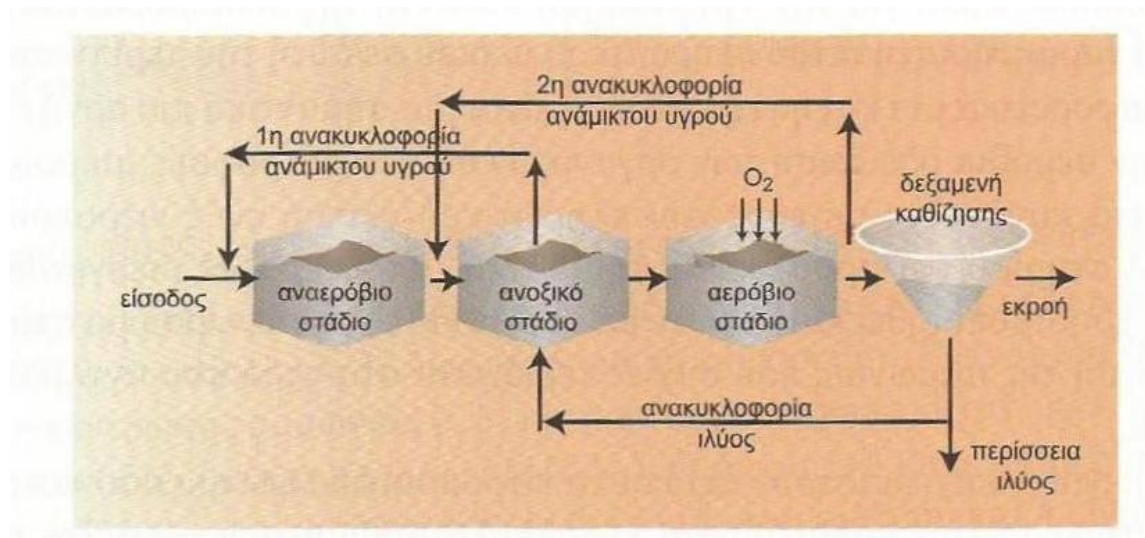 2η ανακυκλοφορία
ανάμικτου υγρού
1η ανακυκλοφορία
ανάμικτου υγρού
O2
δεξαμενή
καθίζησης
είσοδος
αναερόβιο
στάδιο
ανοξικό
στάδιο
αερόβιο
στάδιο
εκροή
ανακυκλοφορία
ιλύος
περίσσεια
ιλύος